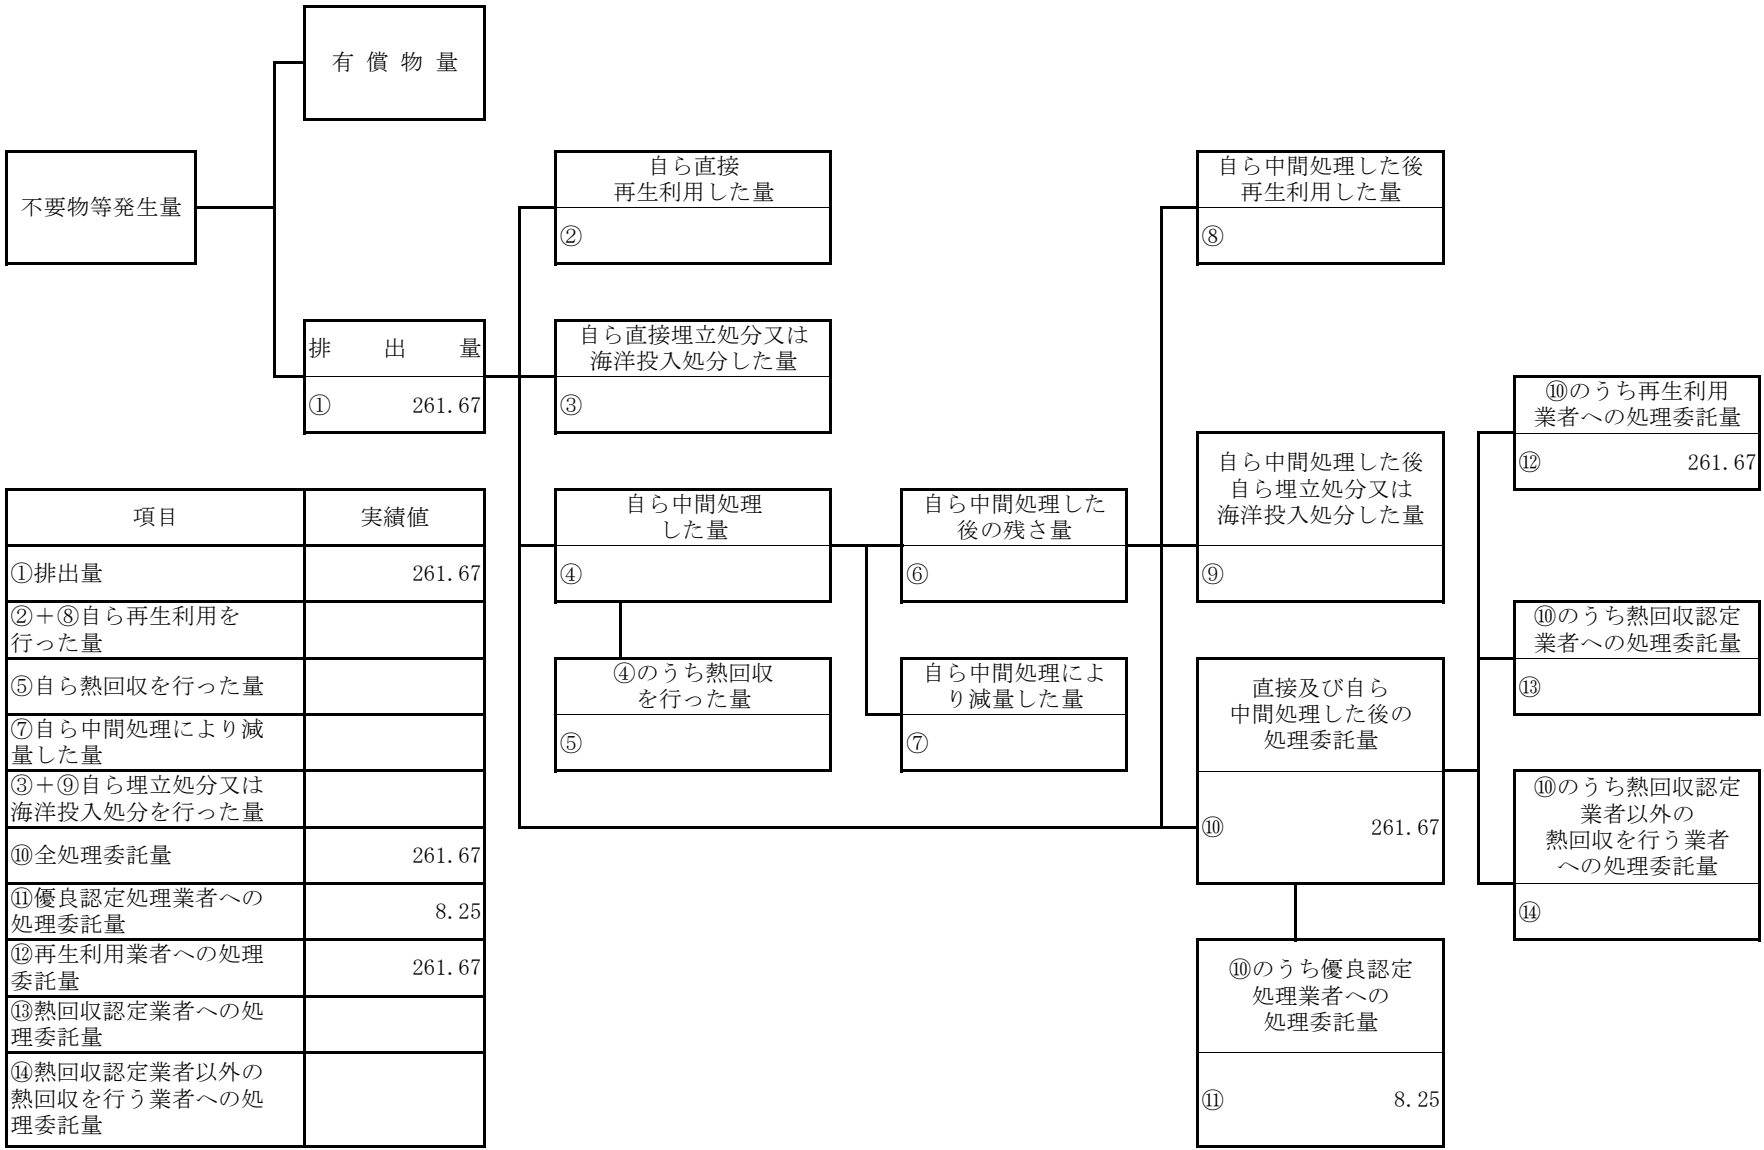 有償物量
不要物等発生量
自ら直接
再生利用した量
②
自ら中間処理した後
再生利用した量
⑧
排出量
① 261.67
自ら直接埋立処分又は
海洋投入処分した量
③
⑩のうち再生利用
業者への処理委託量
⑫ 261.67
自ら中間処理した後
自ら埋立処分又は
海洋投入処分した量
⑨
自ら中間処理
した量
④
自ら中間処理した
後の残さ量
⑥
④のうち熱回収
を行った量
⑤
自ら中間処理によ
り減量した量
⑦
直接及び自ら
中間処理した後の
処理委託量
⑩ 261.67
⑩のうち熱回収認定
業者への処理委託量
⑬
⑩のうち熱回収認定
業者以外の
熱回収を行う業者
への処理委託量
⑭
⑩のうち優良認定
処理業者への
処理委託量
⑪ 8.25
項目 実績値
①排出量 261.67
②＋⑧自ら再生利用を
行った量
⑤自ら熱回収を行った量
⑦自ら中間処理により減
量した量
③＋⑨自ら埋立処分又は
海洋投入処分を行った量
⑩全処理委託量 261.67
⑪優良認定処理業者への
処理委託量 8.25
⑫再生利用業者への処理
委託量 261.67
⑬熱回収認定業者への処
理委託量
⑭熱回収認定業者以外の
熱回収を行う業者への処
理委託量